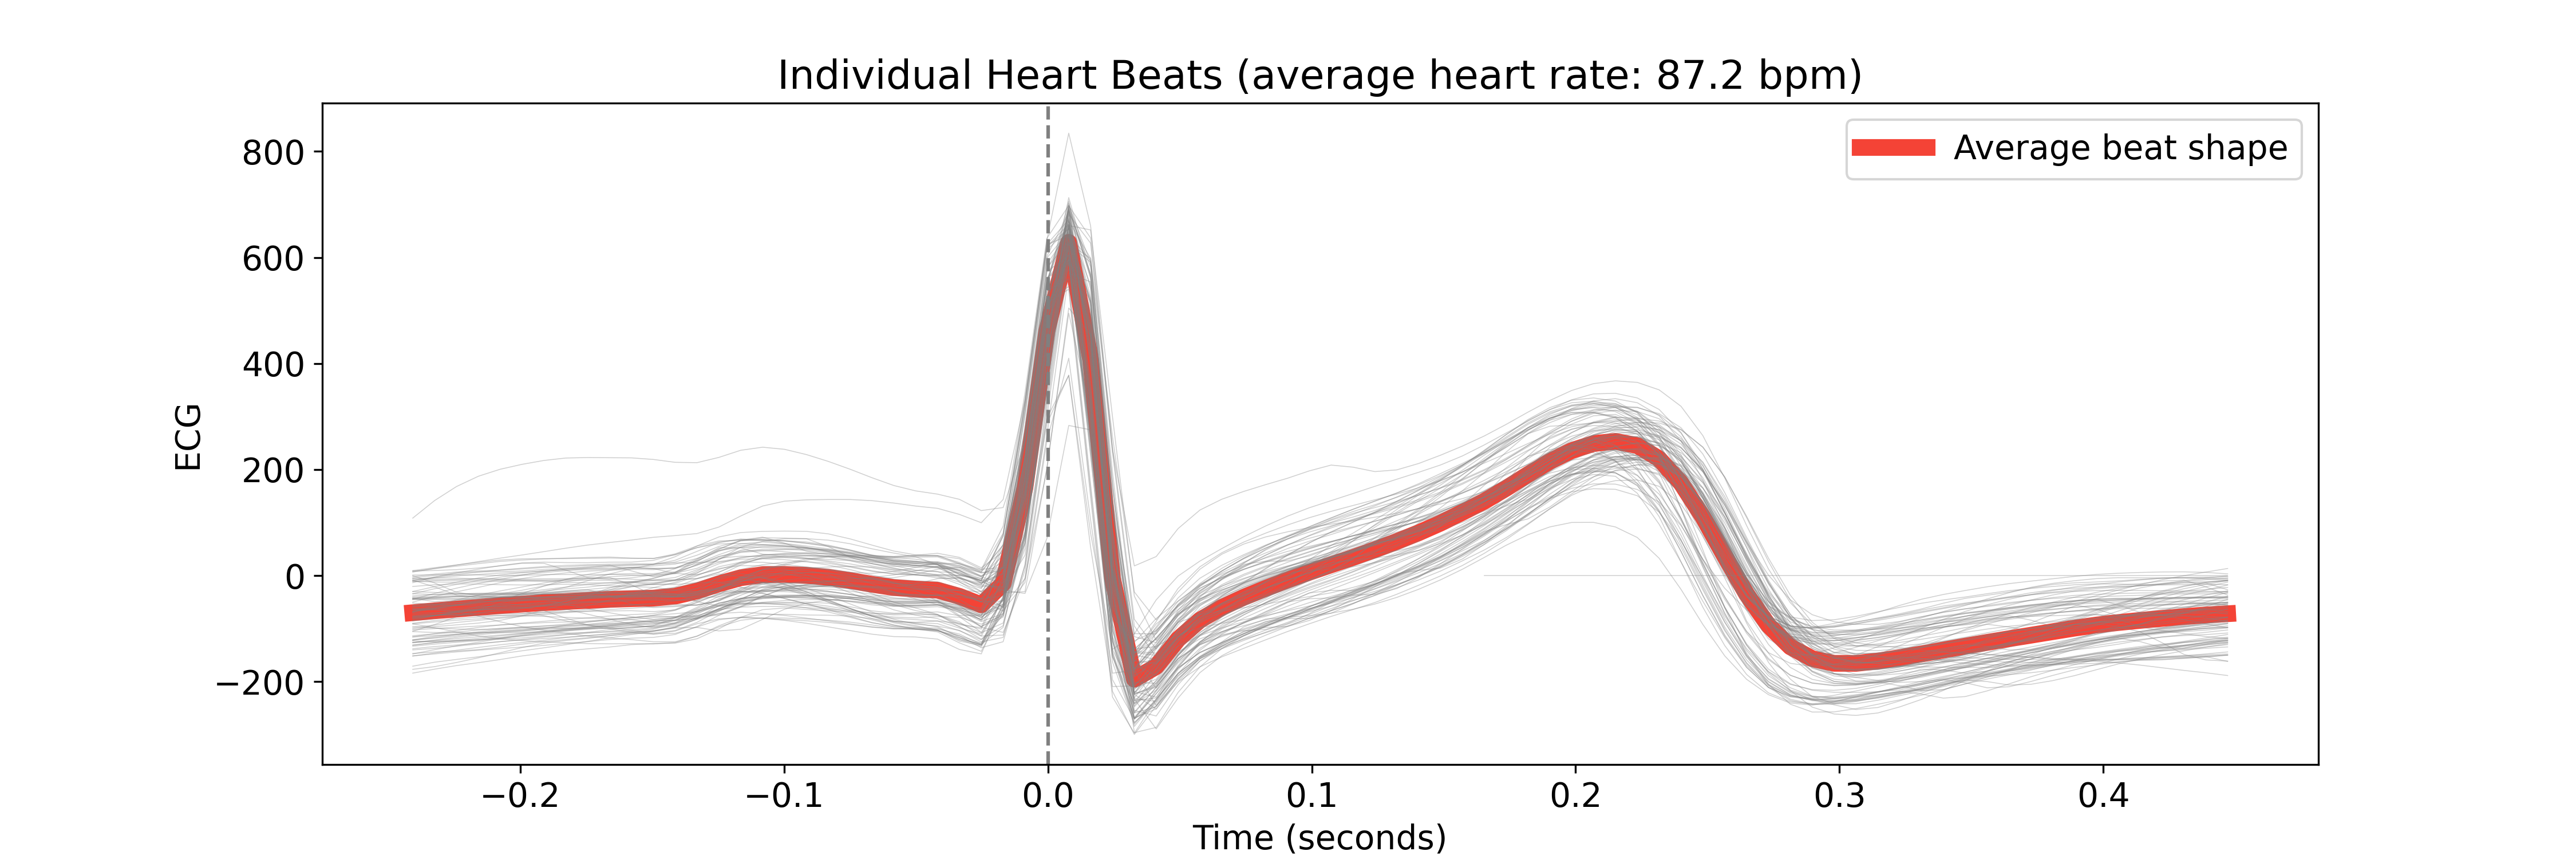 Individual Heart Beats (average heart rate: 87.2 bpm)
Average beat shape
800
600
400
200
0
−200
ECG
−0.2 −0.1 0.0 0.1 0.2 0.3 0.4
Time (seconds)